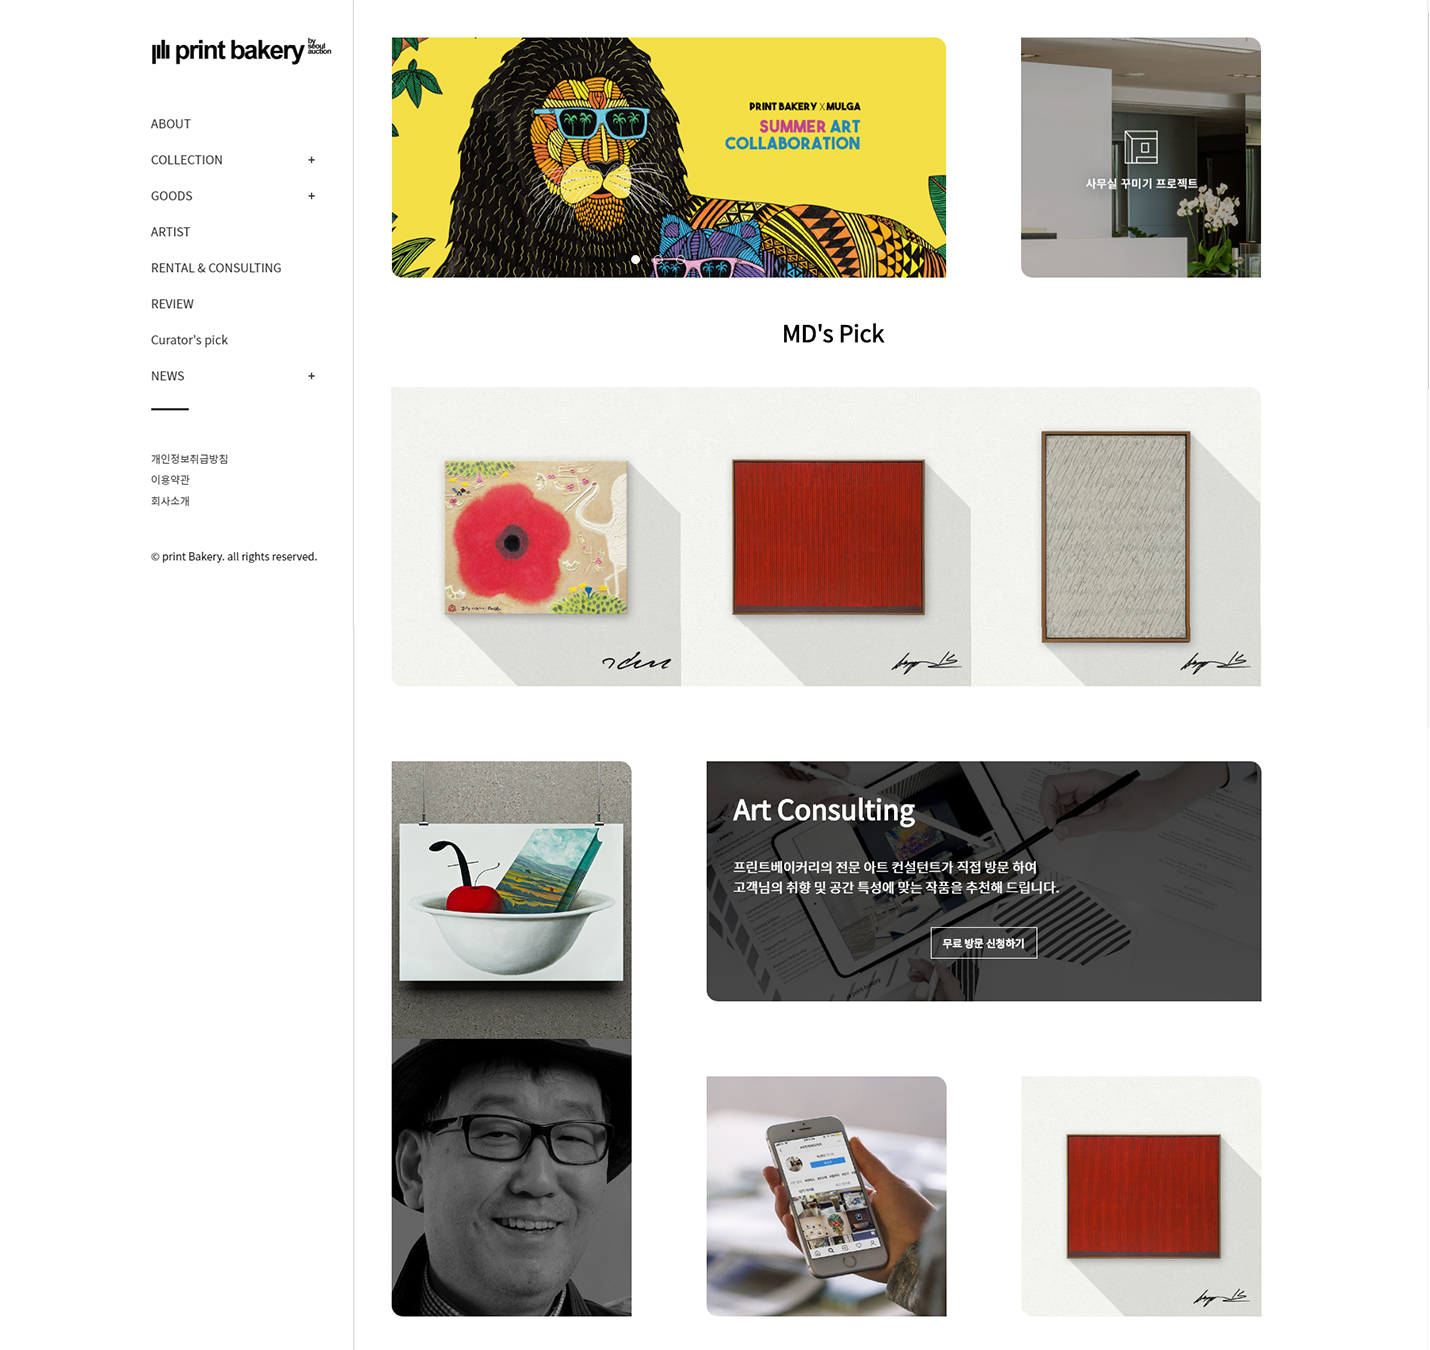 print bakery by seoul auction
ABOUT
COLLECTION +
GOODS +
ARTIST
RENTAL & CONSULTING
REVIEW
Curator's pick
NEWS +
개인정보취급방침
이용약관
회사소개
© print Bakery. all rights reserved.
PRINT BAKERY X MULGA
SUMMER ART
COLLABORATION
사무실 꾸미기 프로젝트
MD's Pick
Art Consulting
프린트베이커리의 전문 아트 컨설턴트가 직접 방문 하여
고객님의 취향 및 공간 특성에 맞는 작품을 추천해 드립니다.
무료 방문 신청하기